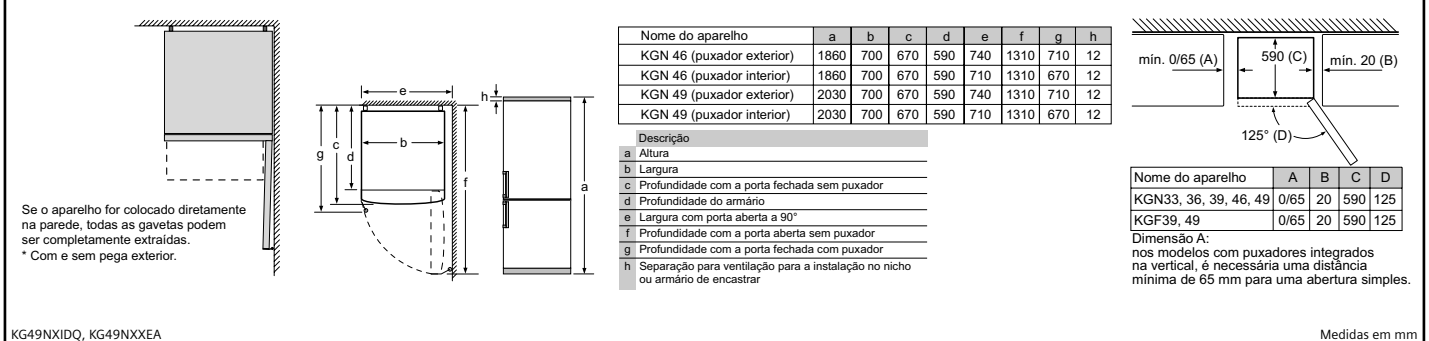 Se o aparelho for colocado diretamente
na parede, todas as gavetas podem
ser completamente extraídas.
* Com e sem pega exterior.
e
b
g
c
d
f
h
a
Nome do aparelho a b c d e f g h
KGN 46 (puxador exterior) 1860 700 670 590 740 1310 710 12
KGN 46 (puxador interior) 1860 700 670 590 710 1310 670 12
KGN 49 (puxador exterior) 2030 700 670 590 740 1310 710 12
KGN 49 (puxador interior) 2030 700 670 590 710 1310 670 12
Descrição
a Altura
b Largura
c Profundidade com a porta fechada sem puxador
d Profundidade do armário
e Largura com porta aberta a 90°
f Profundidade com a porta aberta sem puxador
g Profundidade com a porta fechada com puxador
h Separação para ventilação para a instalação no nicho
ou armário de encastrar
mín. 0/65 (A) 590 (C) mín. 20 (B)
125° (D)
Nome do aparelho A B C D
KGN33, 36, 39, 46, 49 0/65 20 590 125
KGF39, 49 0/65 20 590 125
Dimensão A:
nos modelos com puxadores integrados
na vertical, é necessária uma distância
mínima de 65 mm para uma abertura simples.
KG49NXIDQ, KG49NXXEA Medidas em mm